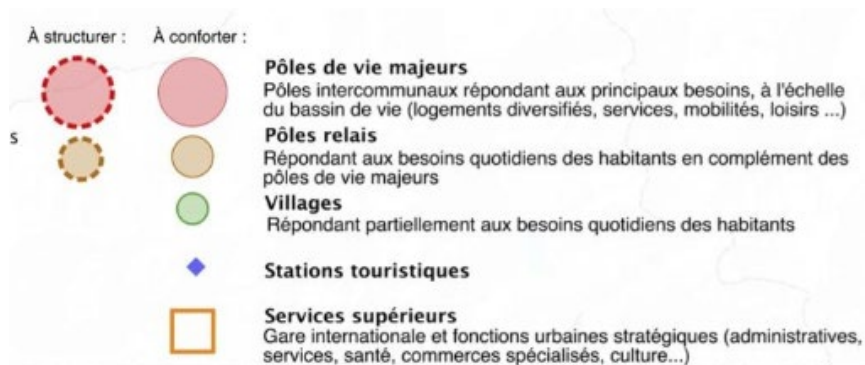 À structurer : À conforter :
Pôles de vie majeurs
Pôles intercommunaux répondant aux principaux besoins, à l'échelle
du bassin de vie (logements diversifiés, services, mobilités, loisirs ...)
s
Pôles relais
Répondant aux besoins quotidiens des habitants en complément des
pôles de vie majeurs
Villages
Répondant partiellement aux besoins quotidiens des habitants
Stations touristiques
Services supérieurs
Gare internationale et fonctions urbaines stratégiques (administratives,
services, santé, commerces spécialisés, culture...)